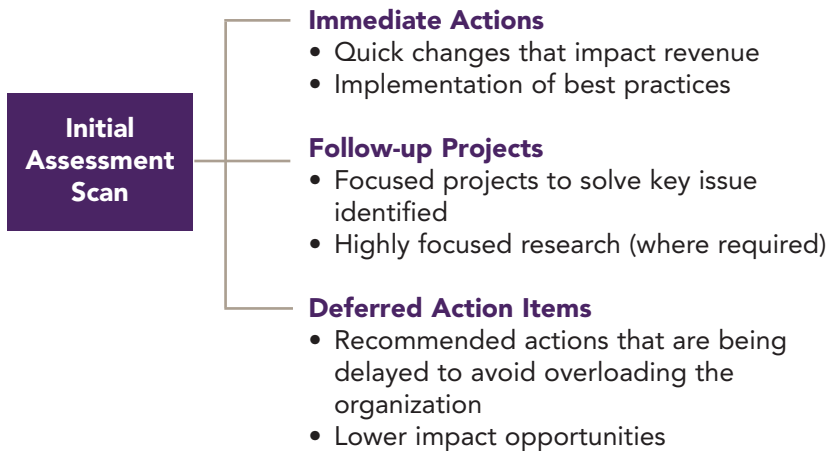 Initial
Assessment
Scan
Immediate Actions
• Quick changes that impact revenue
• Implementation of best practices
Follow-up Projects
• Focused projects to solve key issue
identified
• Highly focused research (where required)
Deferred Action Items
• Recommended actions that are being
delayed to avoid overloading the
organization
• Lower impact opportunities